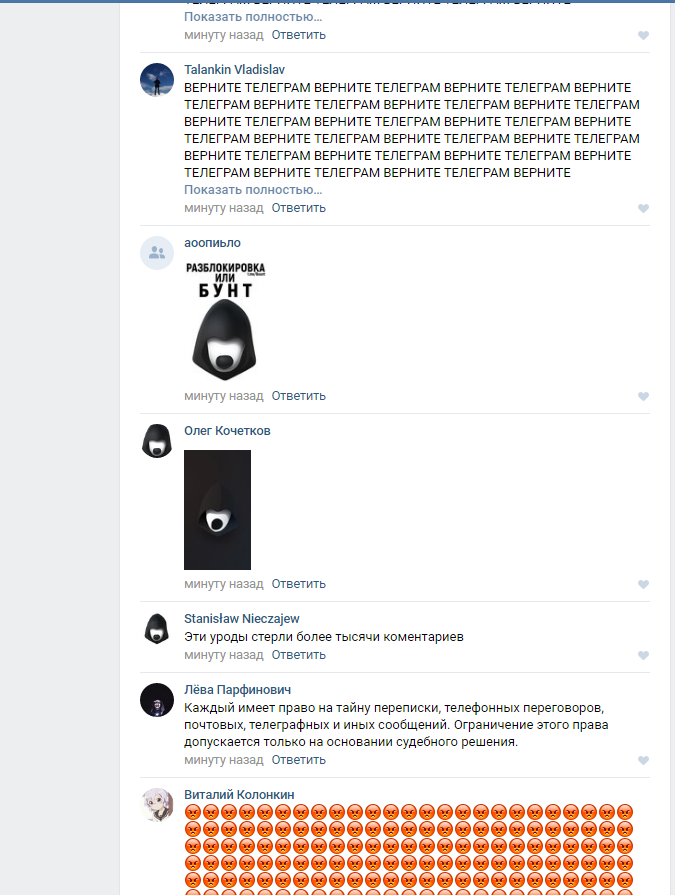 Показать полностью…
минуту назад Ответить
Talankin Vladislav
ВЕРНИТЕ ТЕЛЕГРАМ ВЕРНИТЕ ТЕЛЕГРАМ ВЕРНИТЕ ТЕЛЕГРАМ ВЕРНИТЕ
ТЕЛЕГРАМ ВЕРНИТЕ ТЕЛЕГРАМ ВЕРНИТЕ ТЕЛЕГРАМ ВЕРНИТЕ ТЕЛЕГРАМ
ВЕРНИТЕ ТЕЛЕГРАМ ВЕРНИТЕ ТЕЛЕГРАМ ВЕРНИТЕ ТЕЛЕГРАМ ВЕРНИТЕ
ТЕЛЕГРАМ ВЕРНИТЕ ТЕЛЕГРАМ ВЕРНИТЕ ТЕЛЕГРАМ ВЕРНИТЕ ТЕЛЕГРАМ
ВЕРНИТЕ ТЕЛЕГРАМ ВЕРНИТЕ ТЕЛЕГРАМ ВЕРНИТЕ ТЕЛЕГРАМ ВЕРНИТЕ
ТЕЛЕГРАМ ВЕРНИТЕ ТЕЛЕГРАМ ВЕРНИТЕ ТЕЛЕГРАМ ВЕРНИТЕ
Показать полностью…
минуту назад Ответить
аоопиьло
РАЗБЛОКИРОВКА
ИЛИ
БУНТ
минуту назад Ответить
Олег Кочетков
минуту назад Ответить
Stanisław Nieczajew
Эти уроды стерли более тысячи коментариев
минуту назад Ответить
Лёва Парфинович
Каждый имеет право на тайну переписки, телефонных переговоров,
почтовых, телеграфных и иных сообщений. Ограничение этого права
допускается только на основании судебного решения.
минуту назад Ответить
Виталий Колонкин